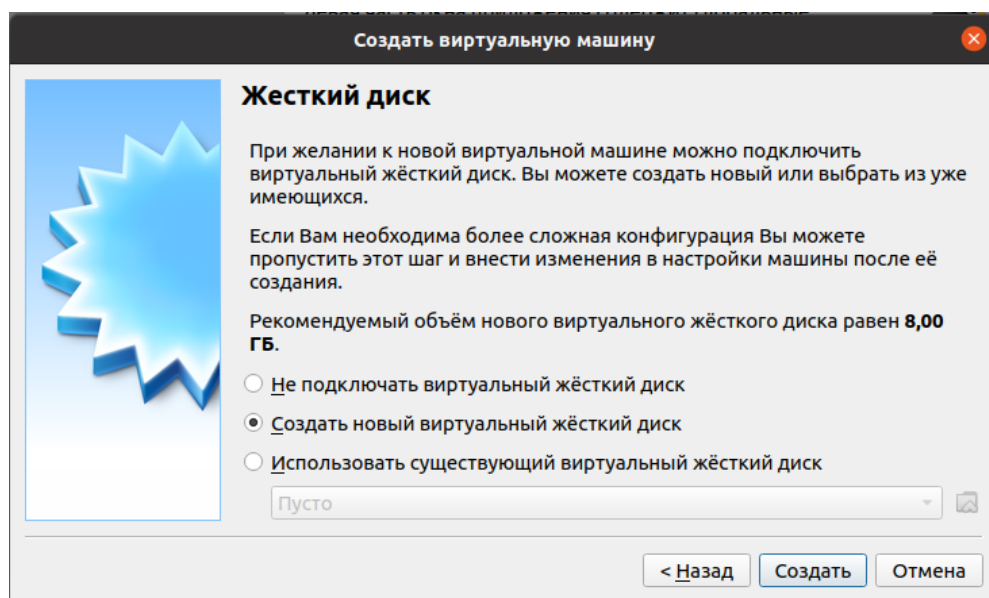 Создать виртуальную машину
Жесткий диск
При желании к новой виртуальной машине можно подключить
виртуальный жёсткий диск. Вы можете создать новый или выбрать из уже
имеющихся.
Если Вам необходима более сложная конфигурация Вы можете
пропустить этот шаг и внести изменения в настройки машины после её
создания.
Рекомендуемый объём нового виртуального жёсткого диска равен 8,00
ГБ.
Не подключать виртуальный жёсткий диск
Создать новый виртуальный жёсткий диск
Использовать существующий виртуальный жёсткий диск
Пусто
< Назад Создать Отмена